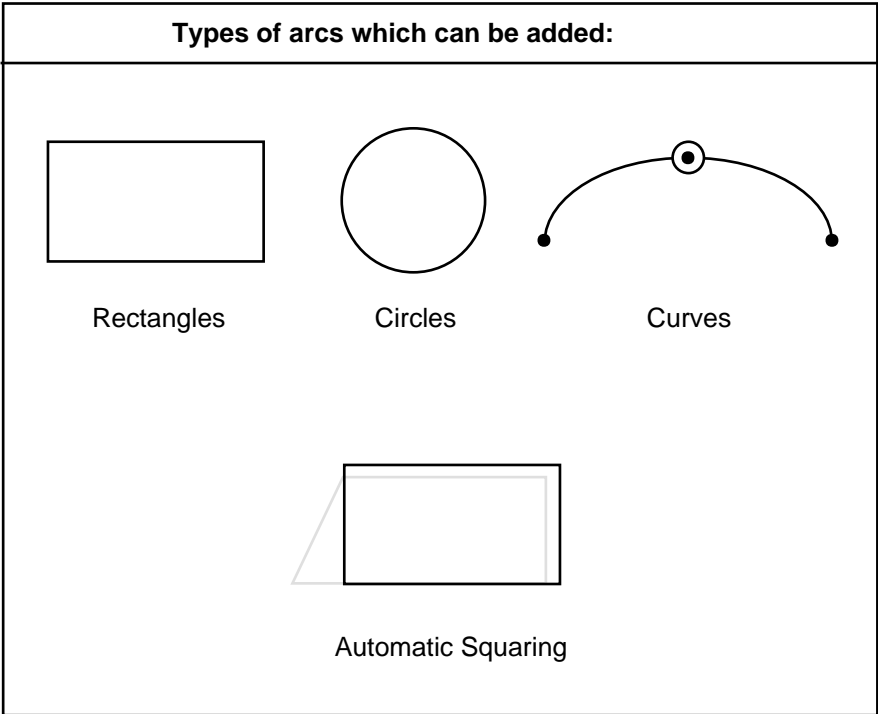 Types of arcs which can be added:
Rectangles
Circles
Curves
Automatic Squaring